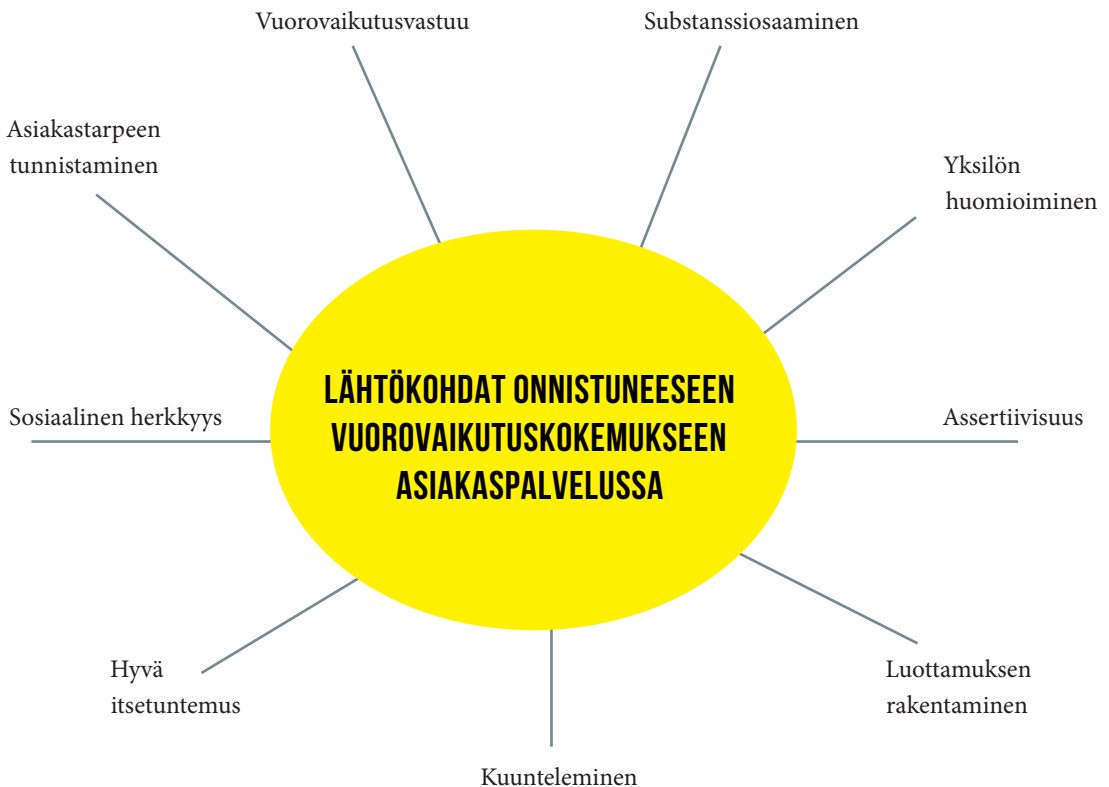 Vuorovaikutusvastuu
Substanssiosaaminen
Asiakastarpeen
tunnistaminen
Yksilön
huomioiminen
LÄHTÖKOHDAT ONNISTUNEESEEN
VUOROVAIKUTUSKOKEMUKSEEN
ASIAKASPALVELUSSA
Sosiaalinen herkkyys
Assertiivisuus
Hyvä
itsetuntemus
Luottamuksen
rakentaminen
Kuunteleminen